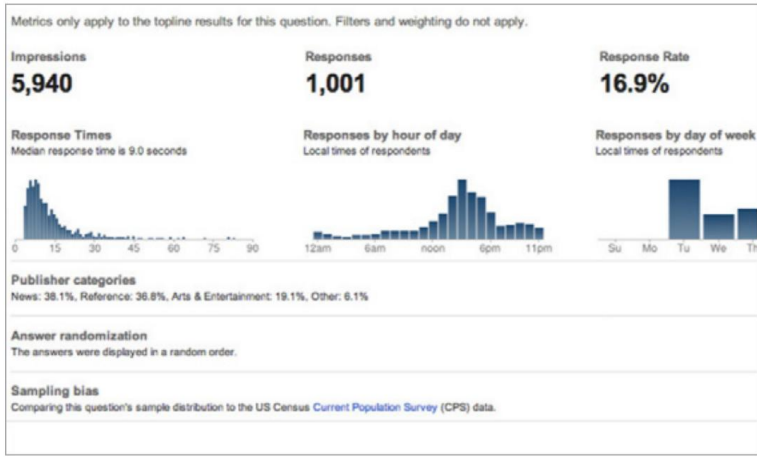 Metrics only apply to the topline results for this question. Filters and weighting do not apply.
Impressions
5,940
Responses
1,001
Response Rate
16.9%
Response Times
Median response time is 9.0 seconds
0 15 30 45 60 75 90
Responses by hour of day
Local times of respondents
12am 6am noon 6pm 11pm
Responses by day of week
Local times of respondents
Su Mo Tu We Th
Publisher categories
News: 38.1%, Reference: 36.8%, Arts & Entertainment: 19.1%, Other: 6.1%
Answer randomization
The answers were displayed in a random order.
Sampling bias
Comparing this question's sample distribution to the US Census Current Population Survey (CPS) data.